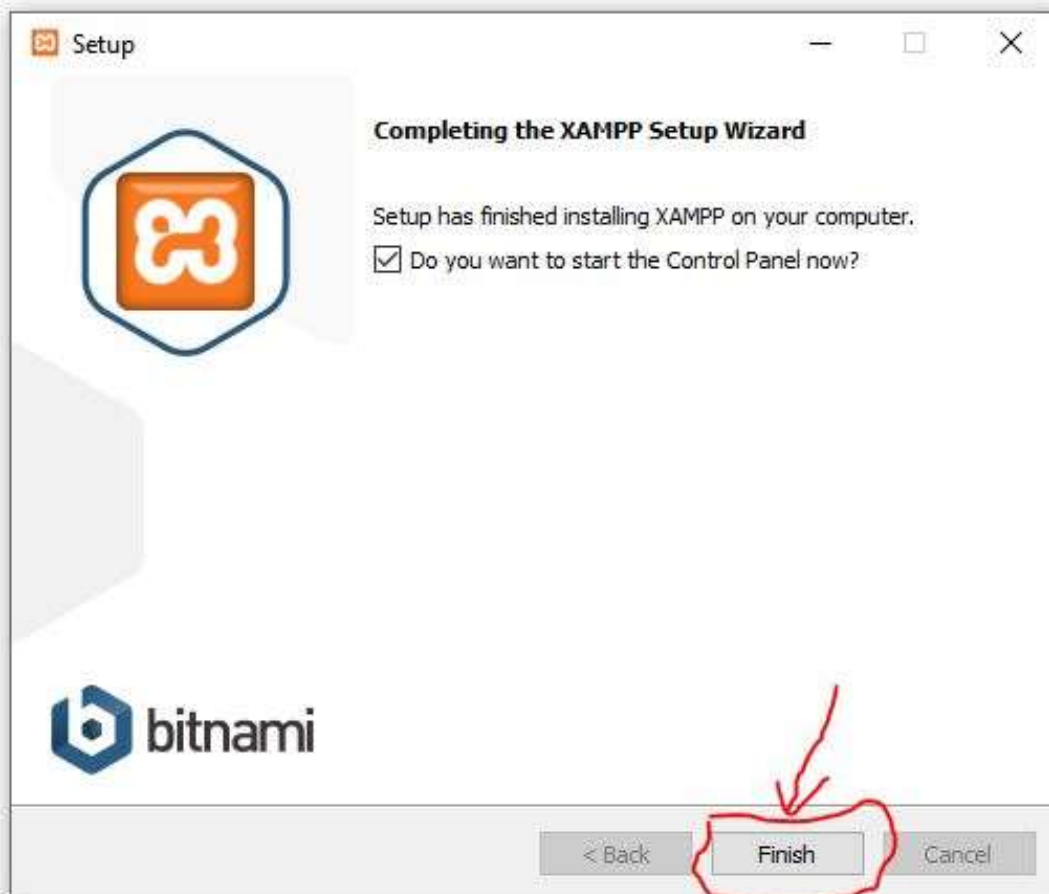 Setup
Completing the XAMPP Setup Wizard
Setup has finished installing XAMPP on your computer.
Do you want to start the Control Panel now?
bitnami
< Back
Finish
Cancel